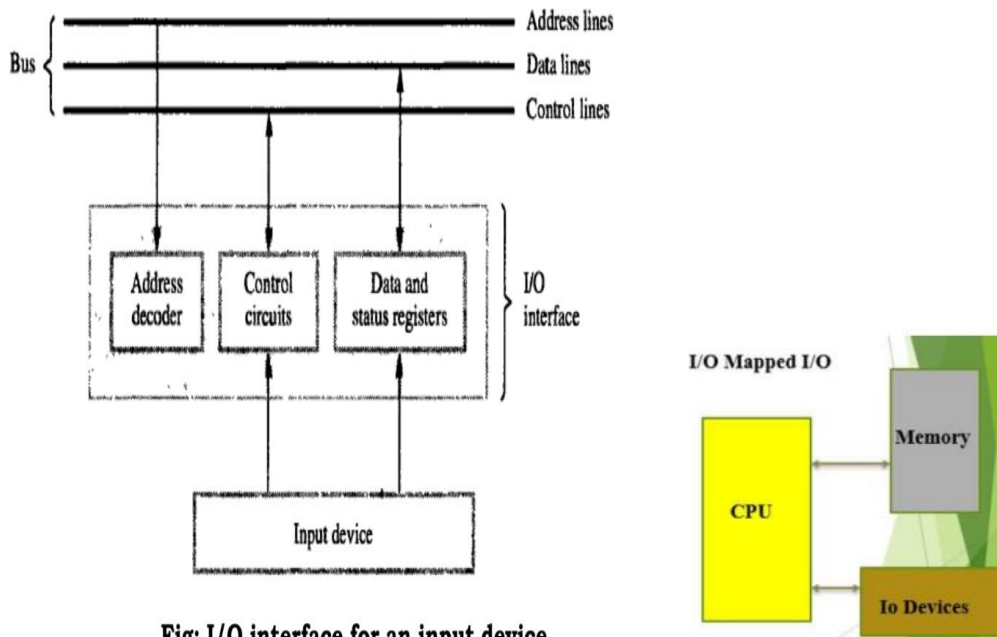 Address lines
Bus
Data lines
Control lines
Address
decoder
Control
circuits
Data and
status registers
I/O
interface
Input device
Fig: I/O interface for an input device
I/O Mapped I/O
Memory
CPU
Io Devices